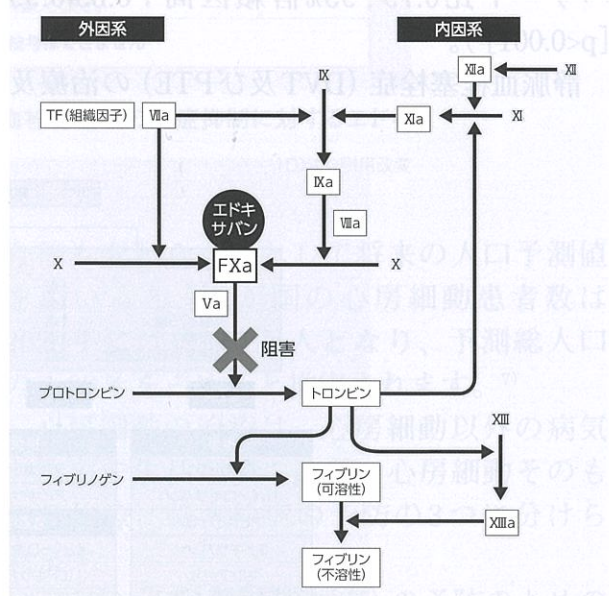 外因系
内因系
Ⅸ
Ⅻa
Ⅻ
TF(組織因子)
Ⅶa
Ⅺa
Ⅺ
Ⅸa
エドキ
サバン
Ⅷa
Ⅹ
FXa
Ⅹ
Ⅴa
阻害
プロトロンビン
トロンビン
ⅩⅢ
フィブリノゲン
フィブリン
(可溶性)
ⅩⅢa
フィブリン
(不溶性)